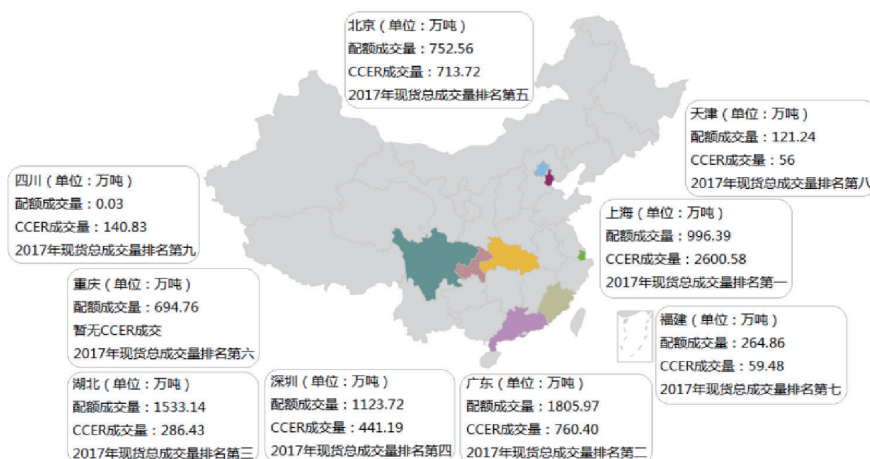 北京（单位：万吨）
配额成交量：752.56
CCER成交量：713.72
2017年现货总成交量排名第五
天津（单位：万吨）
配额成交量：121.24
CCER成交量：56
2017年现货总成交量排名第八
四川（单位：万吨）
配额成交量：0.03
CCER成交量：140.83
2017年现货总成交量排名第九
上海（单位：万吨）
配额成交量：996.39
CCER成交量：2600.58
2017年现货总成交量排名第一
重庆（单位：万吨）
配额成交量：694.76
暂无CCER成交
2017年现货总成交量排名第六
福建（单位：万吨）
配额成交量：264.86
CCER成交量：59.48
2017年现货总成交量排名第七
湖北（单位：万吨）
配额成交量：1533.14
CCER成交量：286.43
2017年现货总成交量排名第三
深圳（单位：万吨）
配额成交量：1123.72
CCER成交量：441.19
2017年现货总成交量排名第四
广东（单位：万吨）
配额成交量：1805.97
CCER成交量：760.40
2017年现货总成交量排名第二